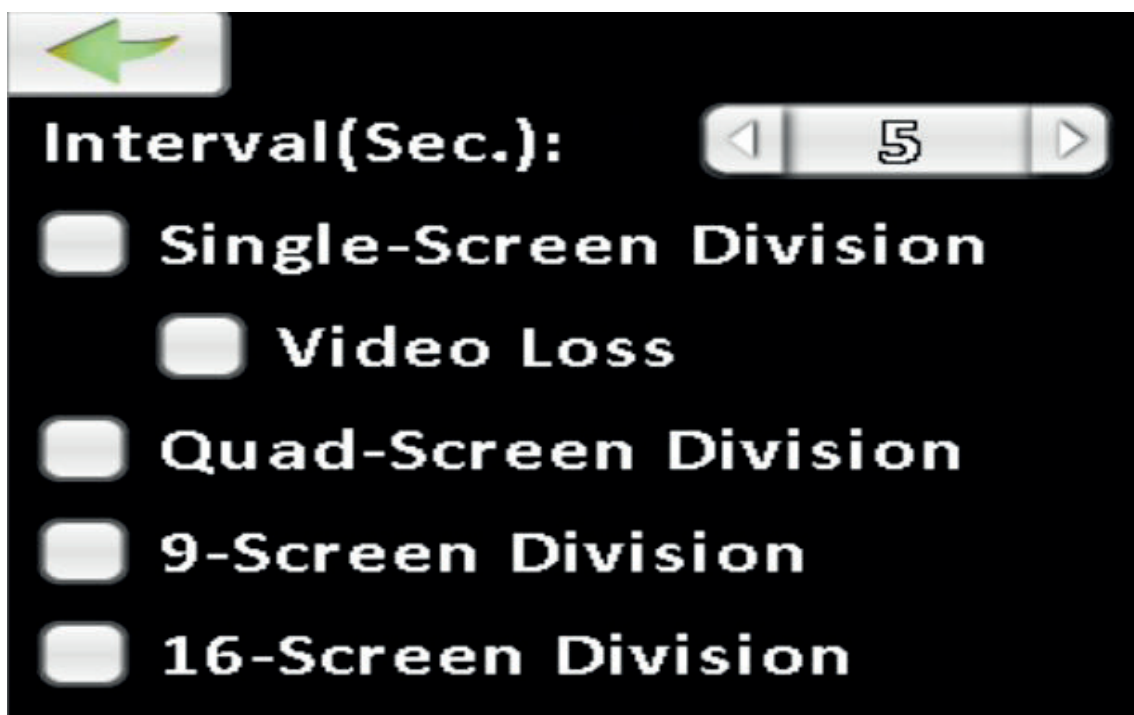 Interval(Sec.): 5
Single-Screen Division
Video Loss
Quad-Screen Division
9-Screen Division
16-Screen Division